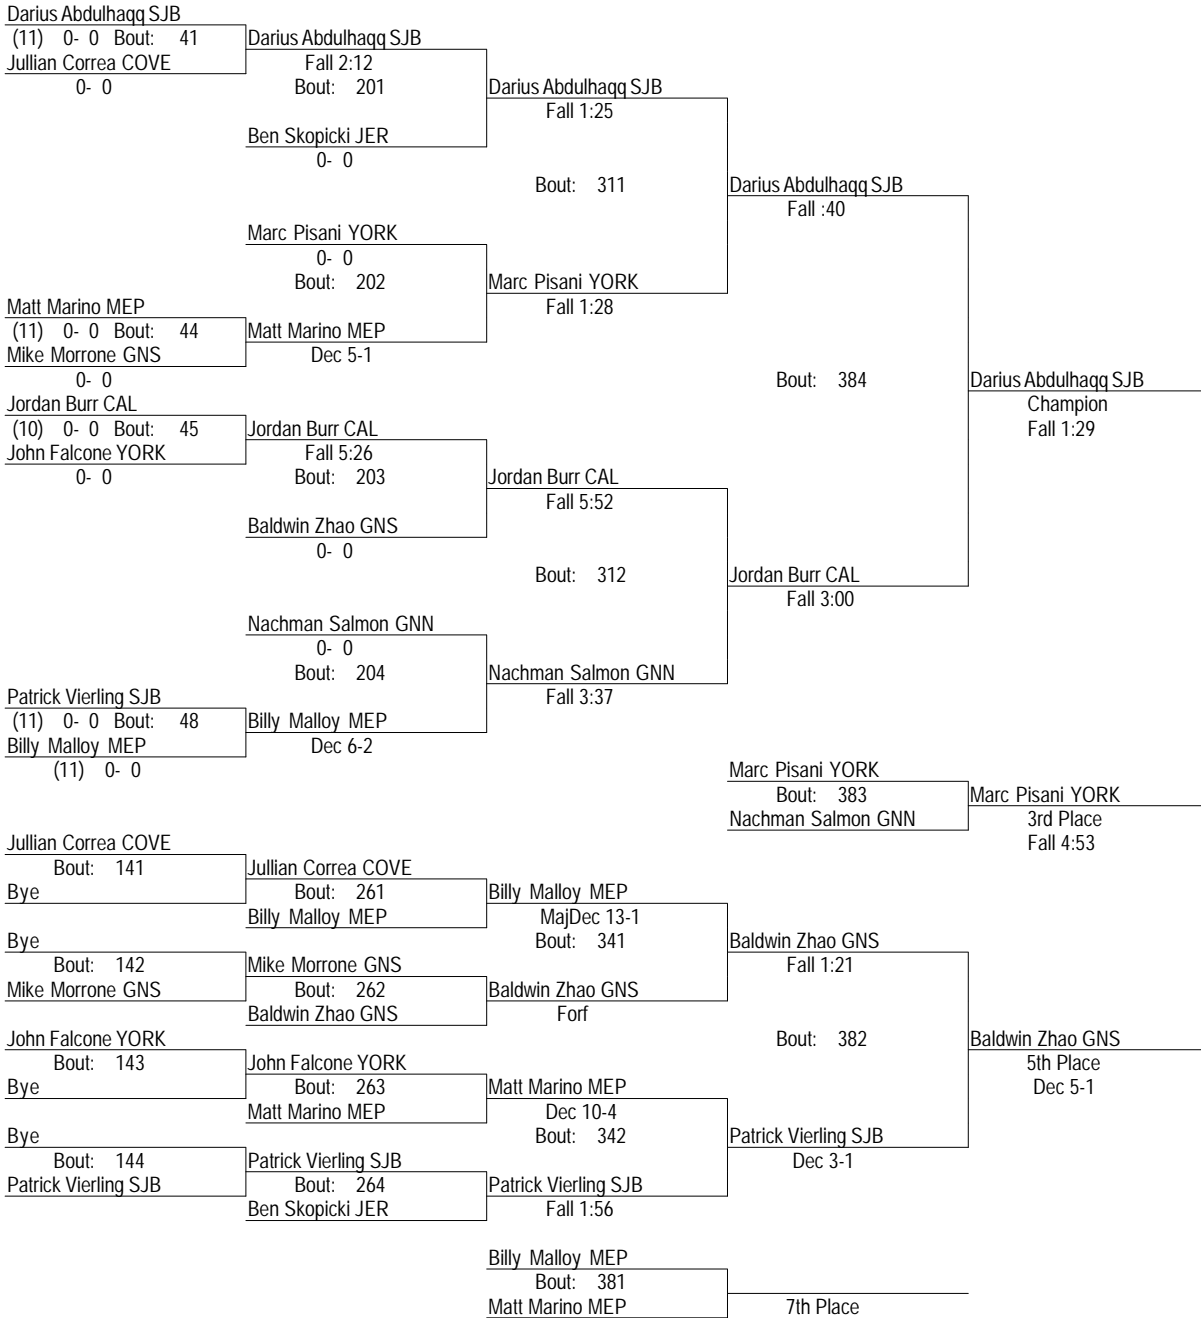 Darius Abdulhaqq SJB
(11) 0- 0 Bout: 41
Jullian Correa COVE
0- 0
Darius Abdulhaqq SJB
Fall 2:12
Bout: 201
Ben Skopicki JER
0- 0
Darius Abdulhaqq SJB
Fall 1:25
Bout: 311
Marc Pisani YORK
0- 0
Bout: 202
Matt Marino MEP
(11) 0- 0 Bout: 44
Mike Morrone GNS
0- 0
Matt Marino MEP
Dec 5-1
Marc Pisani YORK
Fall 1:28
Darius Abdulhaqq SJB
Fall :40
Bout: 384
Darius Abdulhaqq SJB
Champion
Fall 1:29
Jordan Burr CAL
(10) 0- 0 Bout: 45
John Falcone YORK
0- 0
Jordan Burr CAL
Fall 5:26
Bout: 203
Baldwin Zhao GNS
0- 0
Jordan Burr CAL
Fall 5:52
Bout: 312
Jordan Burr CAL
Fall 3:00
Nachman Salmon GNN
0- 0
Bout: 204
Patrick Vierling SJB
(11) 0- 0 Bout: 48
Billy Malloy MEP
(11) 0- 0
Billy Malloy MEP
Dec 6-2
Nachman Salmon GNN
Fall 3:37
Marc Pisani YORK
Bout: 383
Nachman Salmon GNN
Marc Pisani YORK
3rd Place
Fall 4:53
Jullian Correa COVE
Bout: 141
Bye
Jullian Correa COVE
Bout: 261
Billy Malloy MEP
Billy Malloy MEP
MajDec 13-1
Bout: 341
Bye
Bout: 142
Mike Morrone GNS
Mike Morrone GNS
Bout: 262
Baldwin Zhao GNS
Baldwin Zhao GNS
Forf
Baldwin Zhao GNS
Fall 1:21
Bout: 382
Baldwin Zhao GNS
5th Place
Dec 5-1
John Falcone YORK
Bout: 143
Bye
John Falcone YORK
Bout: 263
Matt Marino MEP
Matt Marino MEP
Dec 10-4
Bout: 342
Bye
Bout: 144
Patrick Vierling SJB
Patrick Vierling SJB
Bout: 264
Ben Skopicki JER
Patrick Vierling SJB
Fall 1:56
Patrick Vierling SJB
Dec 3-1
Billy Malloy MEP
Bout: 381
Matt Marino MEP
7th Place